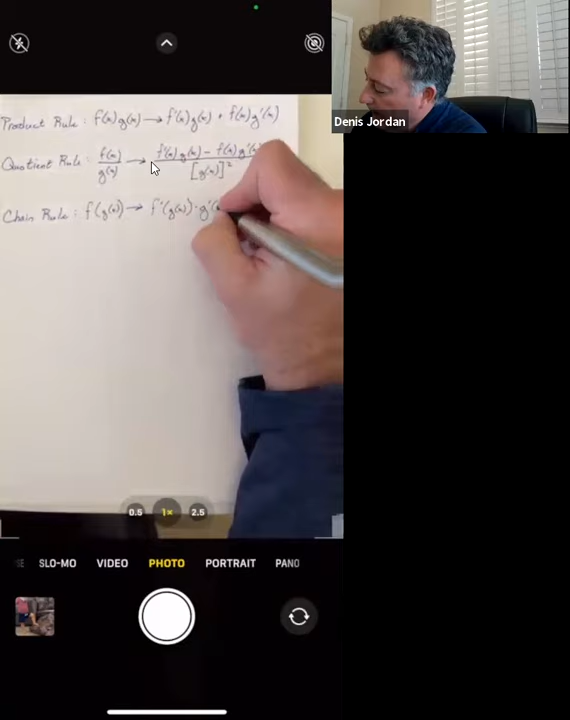 Denis Jordan
Product Rule: f(x)g(x) → f'(x)g(x) + f(x)g'(x)
Quotient Rule: f(x)/g(x) → f'(x)g(x) - f(x)g'(x)/[g(x)]²
Chain Rule: f(g(x)) → f'(g(x))·g'(
0.5 1× 2.5
SLO-MO VIDEO PHOTO PORTRAIT PANO